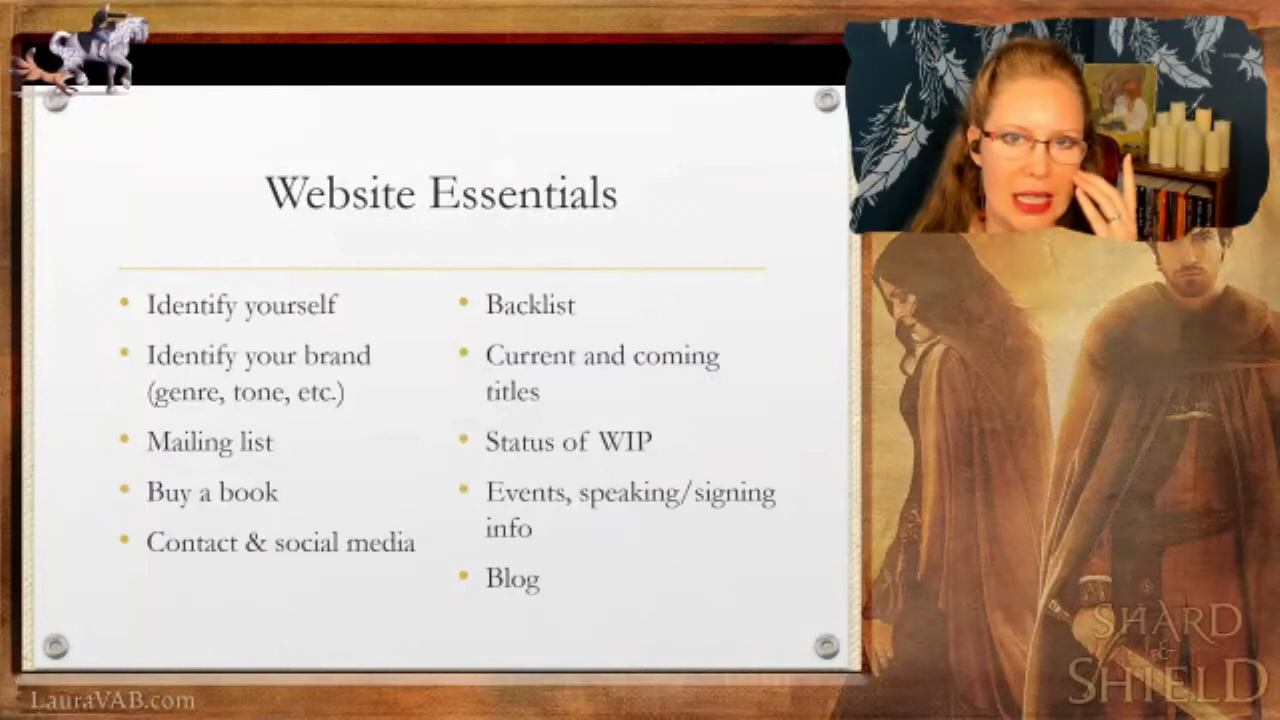 Website Essentials
• Identify yourself
• Identify your brand
(genre, tone, etc.)
• Mailing list
• Buy a book
• Contact & social media
• Backlist
• Current and coming
titles
• Status of WIP
• Events, speaking/signing
info
• Blog
SHARD
&
SHIELD
LauraVAB.com